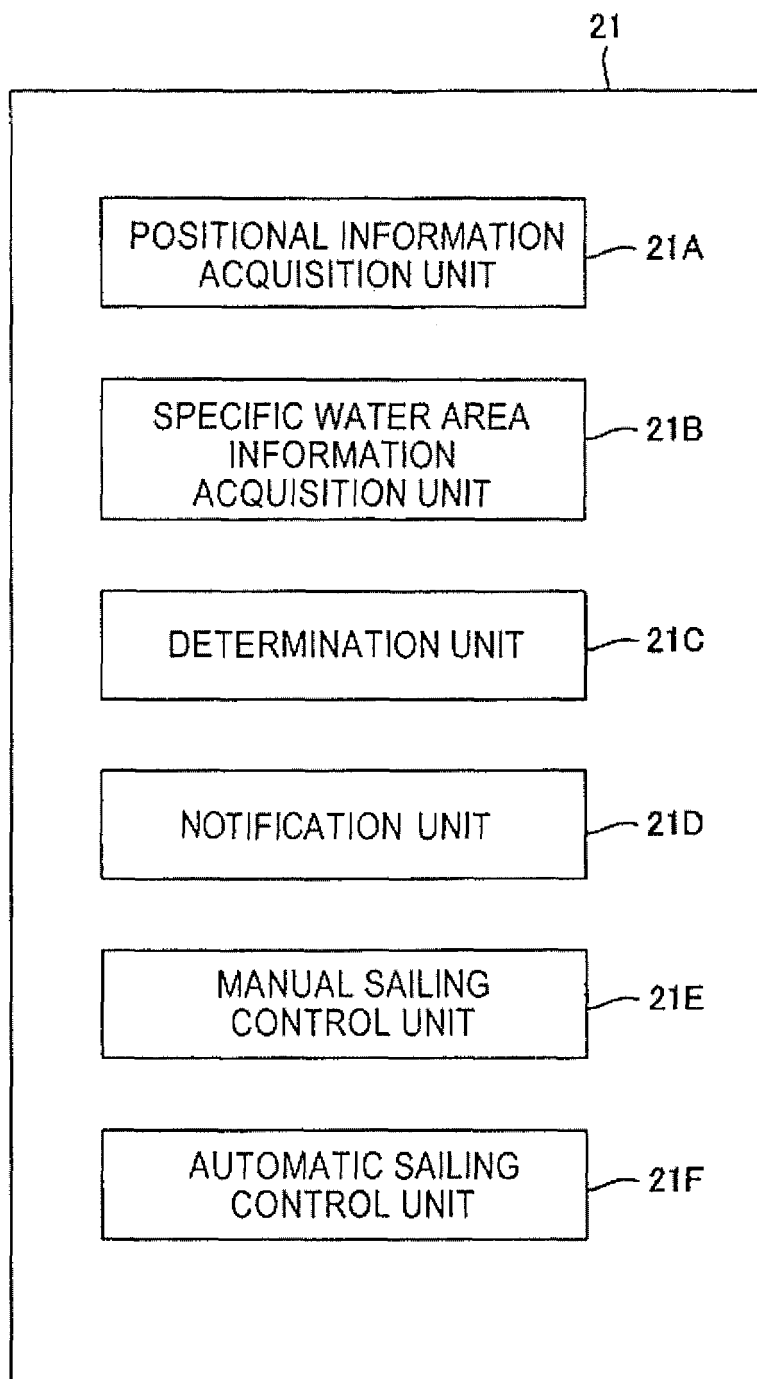 21
POSITIONAL INFORMATION
ACQUISITION UNIT
21A
SPECIFIC WATER AREA
INFORMATION
ACQUISITION UNIT
21B
DETERMINATION UNIT
21C
NOTIFICATION UNIT
21D
MANUAL SAILING
CONTROL UNIT
21E
AUTOMATIC SAILING
CONTROL UNIT
21F